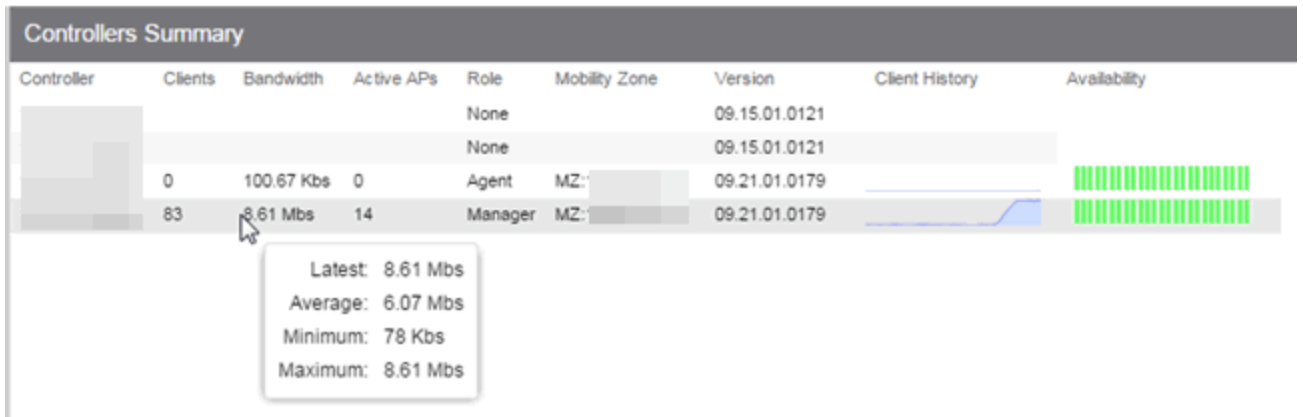 Controllers Summary
Controller Clients Bandwidth Active APs Role Mobility Zone Version Client History Availability
None 09.15.01.0121
None 09.15.01.0121
0 100.67 Kbs 0 Agent MZ: 09.21.01.0179
83 8.61 Mbs 14 Manager MZ: 09.21.01.0179
Latest: 8.61 Mbs
Average: 6.07 Mbs
Minimum: 78 Kbs
Maximum: 8.61 Mbs